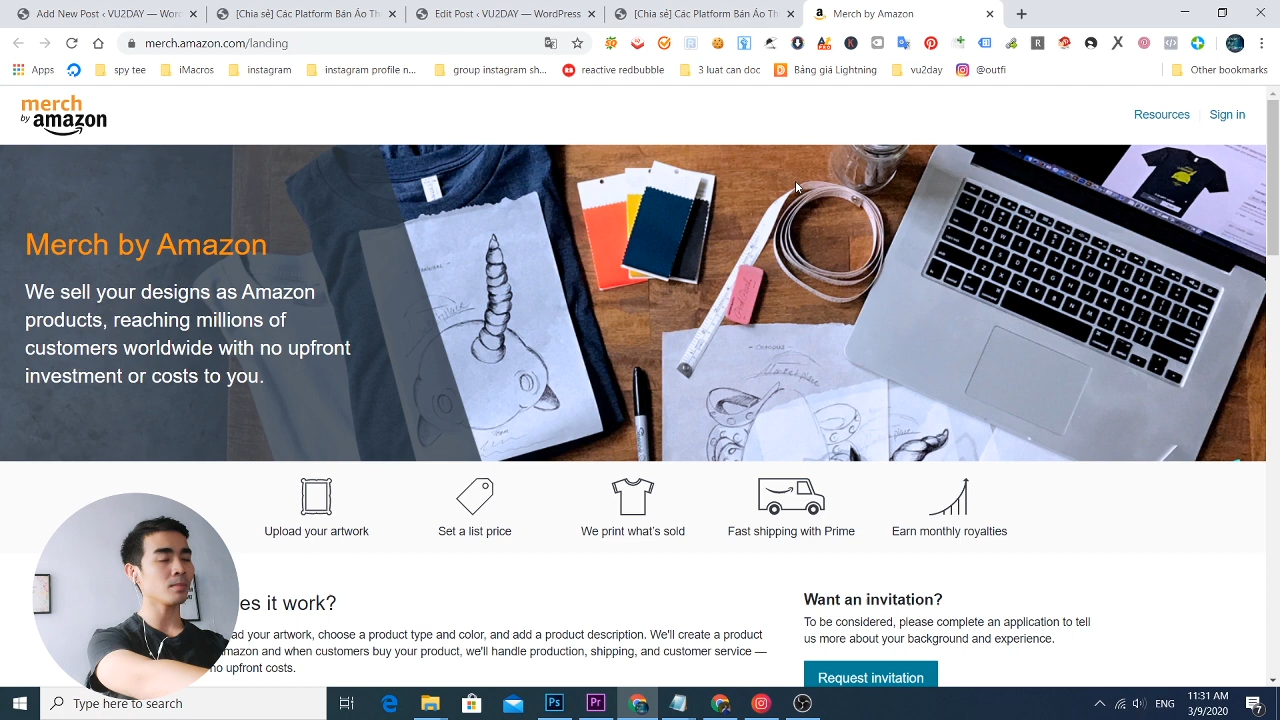 Add New Post ‹ VU2DAY — Word
[Chia sẻ] Các Platform Bán Áo Th
Edit Post ‹ VU2DAY — WordPress
[Chia sẻ] Các Platform Bán Áo Th
Merch by Amazon
merch.amazon.com/landing
Apps
spy tee
iMacros
instagram
instagram profile n...
group instagram sh...
reactive redbubble
3 luat can doc
Bảng giá Lightning
vu2day
@outfi
Other bookmarks
merch
by amazon
Resources
Sign in
Merch by Amazon
We sell your designs as Amazon
products, reaching millions of
customers worldwide with no upfront
investment or costs to you.
Upload your artwork
Set a list price
We print what's sold
Fast shipping with Prime
Earn monthly royalties
es it work?
ad your artwork, choose a product type and color, and add a product description. We'll create a product
mazon and when customers buy your product, we'll handle production, shipping, and customer service —
no upfront costs.
Want an invitation?
To be considered, please complete an application to tell
us more about your background and experience.
Request invitation
Type here to search
Ps
Pr
ENG
11:31 AM
3/9/2020
7